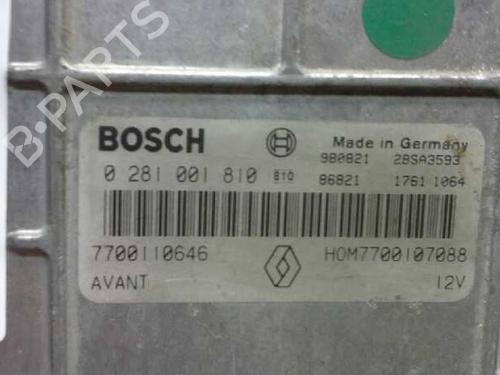 B-PARTS
BOSCH Made in Germany
980821 28SA3593
0 281 001 810 810 86821 1761 1064
7700110646 HOM7700107088
AVANT 12V